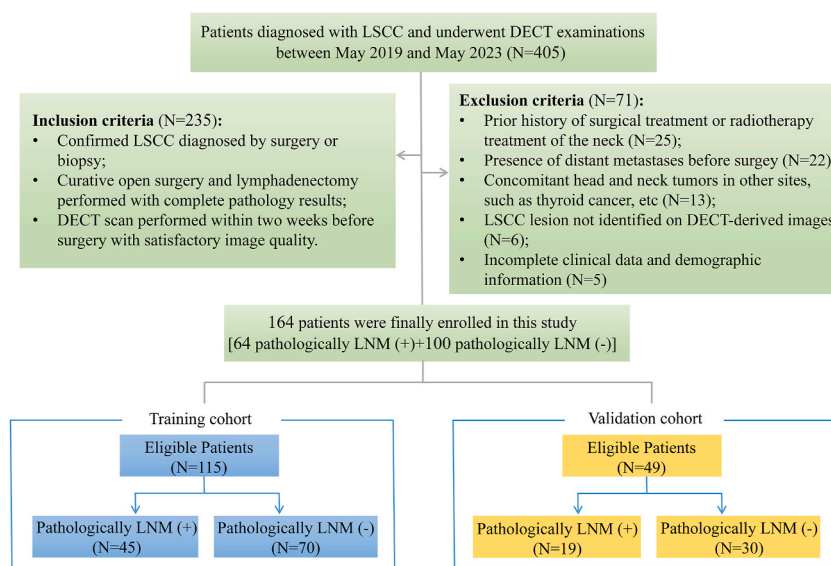 Patients diagnosed with LSCC and underwent DECT examinations
between May 2019 and May 2023 (N=405)
Inclusion criteria (N=235):
• Confirmed LSCC diagnosed by surgery or
biopsy;
• Curative open surgery and lymphadenectomy
performed with complete pathology results;
• DECT scan performed within two weeks before
surgery with satisfactory image quality.
Exclusion criteria (N=71):
• Prior history of surgical treatment or radiotherapy
treatment of the neck (N=25);
• Presence of distant metastases before surgey (N=22)
• Concomitant head and neck tumors in other sites,
such as thyroid cancer, etc (N=13);
• LSCC lesion not identified on DECT-derived images
(N=6);
• Incomplete clinical data and demographic
information (N=5)
164 patients were finally enrolled in this study
[64 pathologically LNM (+)+100 pathologically LNM (-)]
Training cohort
Eligible Patients
(N=115)
Pathologically LNM (+)
(N=45)
Pathologically LNM (-)
(N=70)
Validation cohort
Eligible Patients
(N=49)
Pathologically LNM (+)
(N=19)
Pathologically LNM (-)
(N=30)